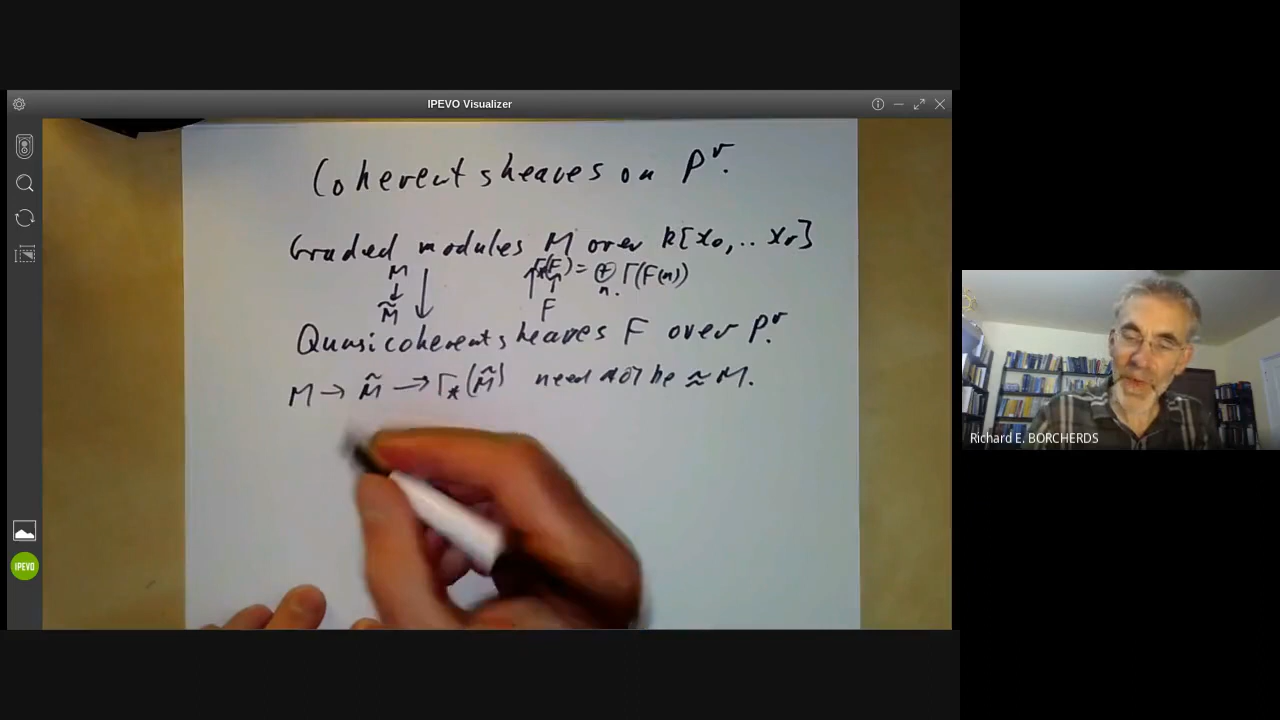 IPEVO Visualizer
Coherent sheaves on P^r.
Graded modules M over k[x_0, .. x_r]
M ↓ M̃ ↓ ↑ Γ_*(F) = ⊕_n Γ(F(n))
F
Quasicoherent sheaves F over P^r.
M → M̃ → Γ_*(M̃) need not be ≅ M.
Richard E. BORCHERDS
IPEVO